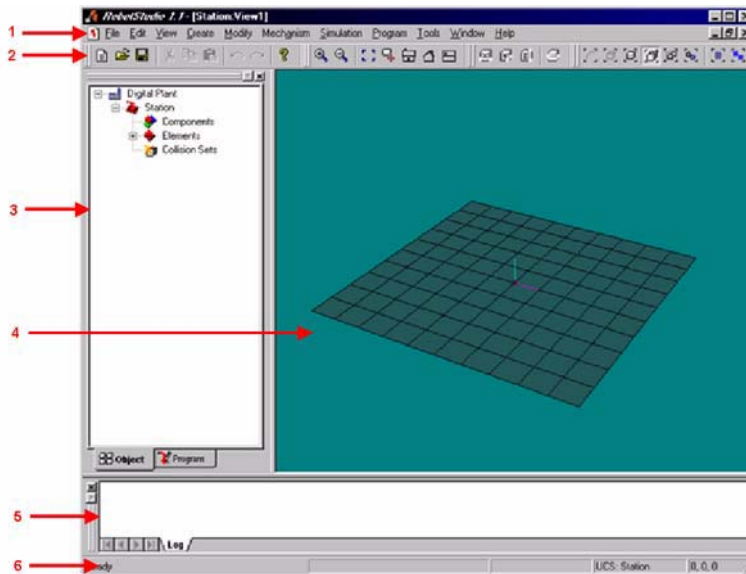 RobotStudio 2.1 - [Station:View1]
1
File Edit View Create Modify Mechanism Simulation Program Tools Window Help
2
Digital Plant
Station
Components
Elements
Collision Sets
3
4
Object Program
5
Log
6
UCS: Station 0, 0, 0